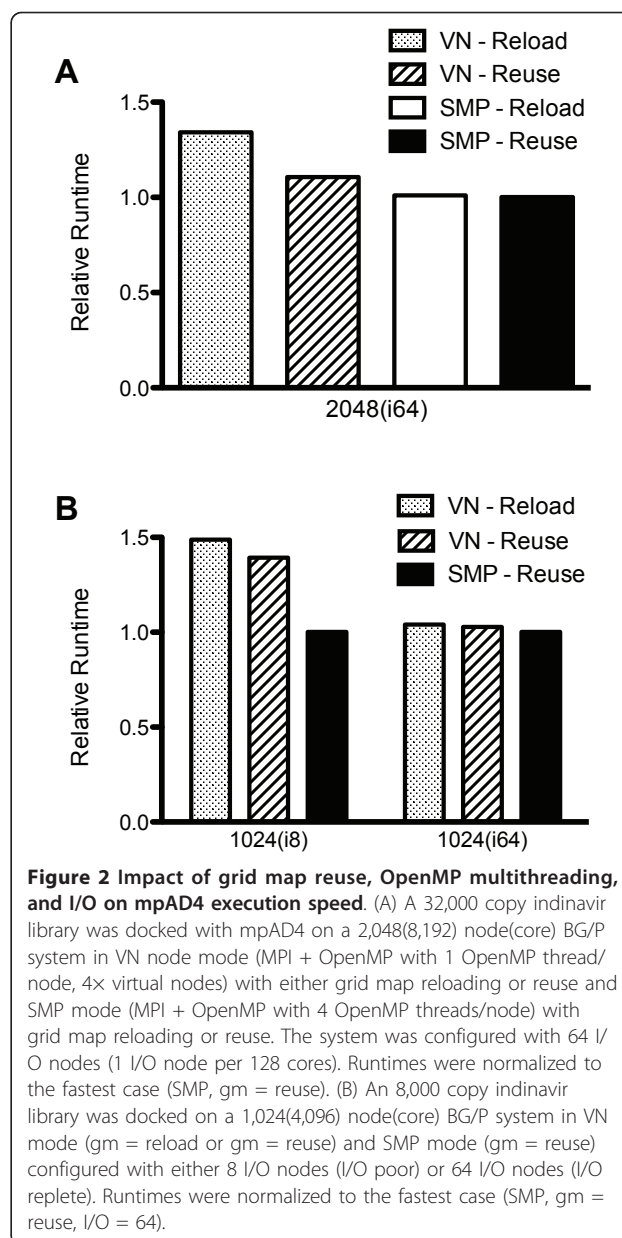 A
VN - Reload
VN - Reuse
SMP - Reload
SMP - Reuse
1.5
1.0
0.5
0.0
Relative Runtime
2048(i64)
B
VN - Reload
VN - Reuse
SMP - Reuse
1.5
1.0
0.5
0.0
Relative Runtime
1024(i8)
1024(i64)
Figure 2 Impact of grid map reuse, OpenMP multithreading,
and I/O on mpAD4 execution speed. (A) A 32,000 copy indinavir
library was docked with mpAD4 on a 2,048(8,192) node(core) BG/P
system in VN node mode (MPI + OpenMP with 1 OpenMP thread/
node, 4× virtual nodes) with either grid map reloading or reuse and
SMP mode (MPI + OpenMP with 4 OpenMP threads/node) with
grid map reloading or reuse. The system was configured with 64 I/
O nodes (1 I/O node per 128 cores). Runtimes were normalized to
the fastest case (SMP, gm = reuse). (B) An 8,000 copy indinavir
library was docked on a 1,024(4,096) node(core) BG/P system in VN
mode (gm = reload or gm = reuse) and SMP mode (gm = reuse)
configured with either 8 I/O nodes (I/O poor) or 64 I/O nodes (I/O
replete). Runtimes were normalized to the fastest case (SMP, gm =
reuse, I/O = 64).